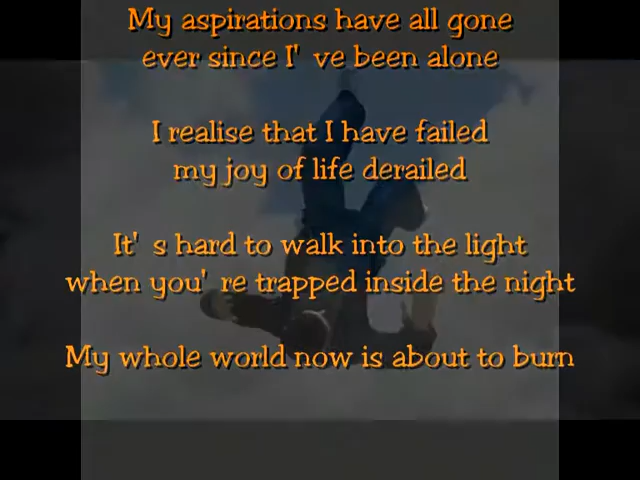 My aspirations have all gone
ever since I've been alone
I realise that I have failed
my joy of life derailed
It's hard to walk into the light
when you're trapped inside the night
My whole world now is about to burn